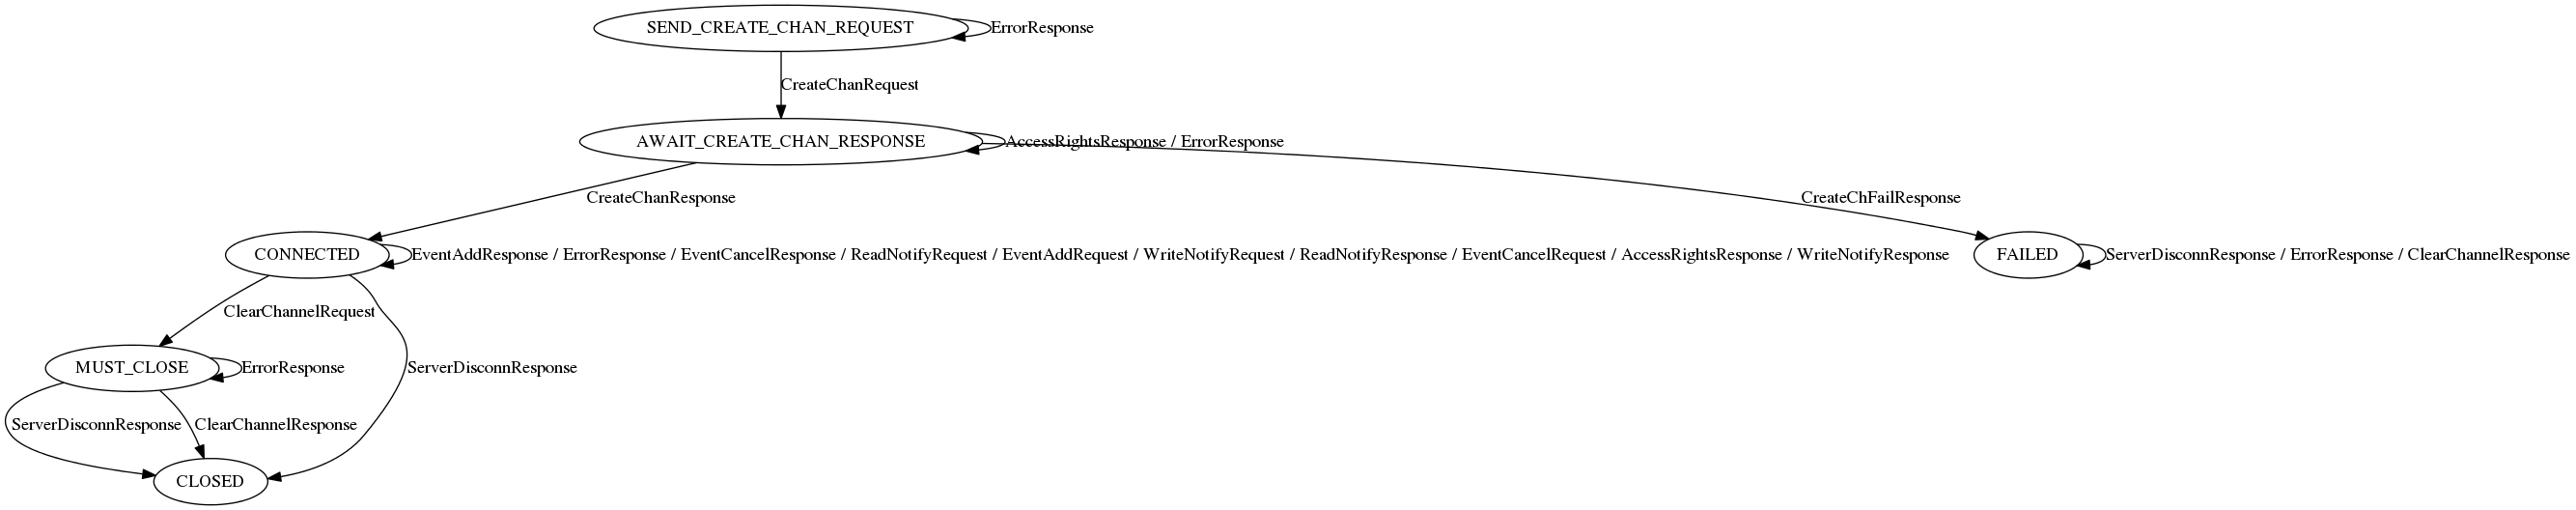 SEND_CREATE_CHAN_REQUEST
ErrorResponse
CreateChanRequest
AWAIT_CREATE_CHAN_RESPONSE
AccessRightsResponse / ErrorResponse
CreateChanResponse
CreateChFailResponse
CONNECTED
EventAddResponse / ErrorResponse / EventCancelResponse / ReadNotifyRequest / EventAddRequest / WriteNotifyRequest / ReadNotifyResponse / EventCancelRequest / AccessRightsResponse / WriteNotifyResponse
FAILED
ServerDisconnResponse / ErrorResponse / ClearChannelResponse
ClearChannelRequest
MUST_CLOSE
ErrorResponse
ServerDisconnResponse
ServerDisconnResponse
ClearChannelResponse
CLOSED